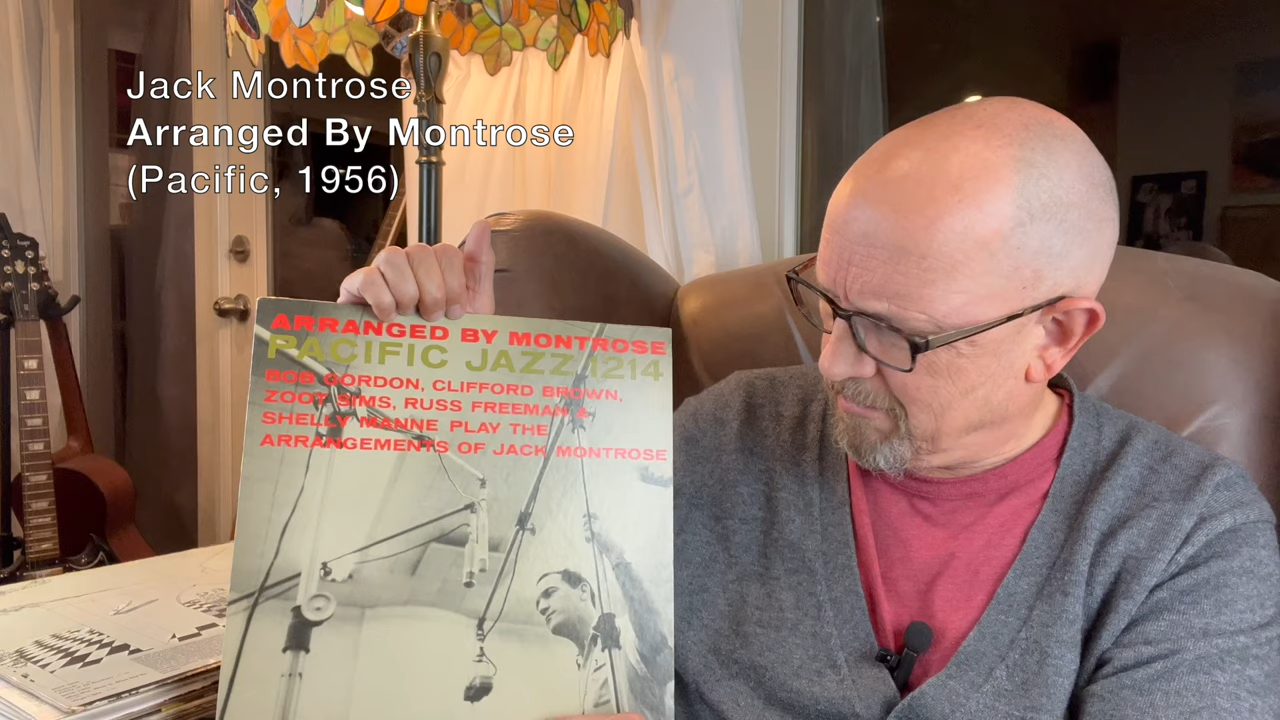 Jack Montrose
Arranged By Montrose
(Pacific, 1956)
ARRANGED BY MONTROSE
PACIFIC JAZZ 1214
BOB GORDON, CLIFFORD BROWN,
ZOOT SIMS, RUSS FREEMAN &
SHELLY MANNE PLAY THE
ARRANGEMENTS OF JACK MONTROSE